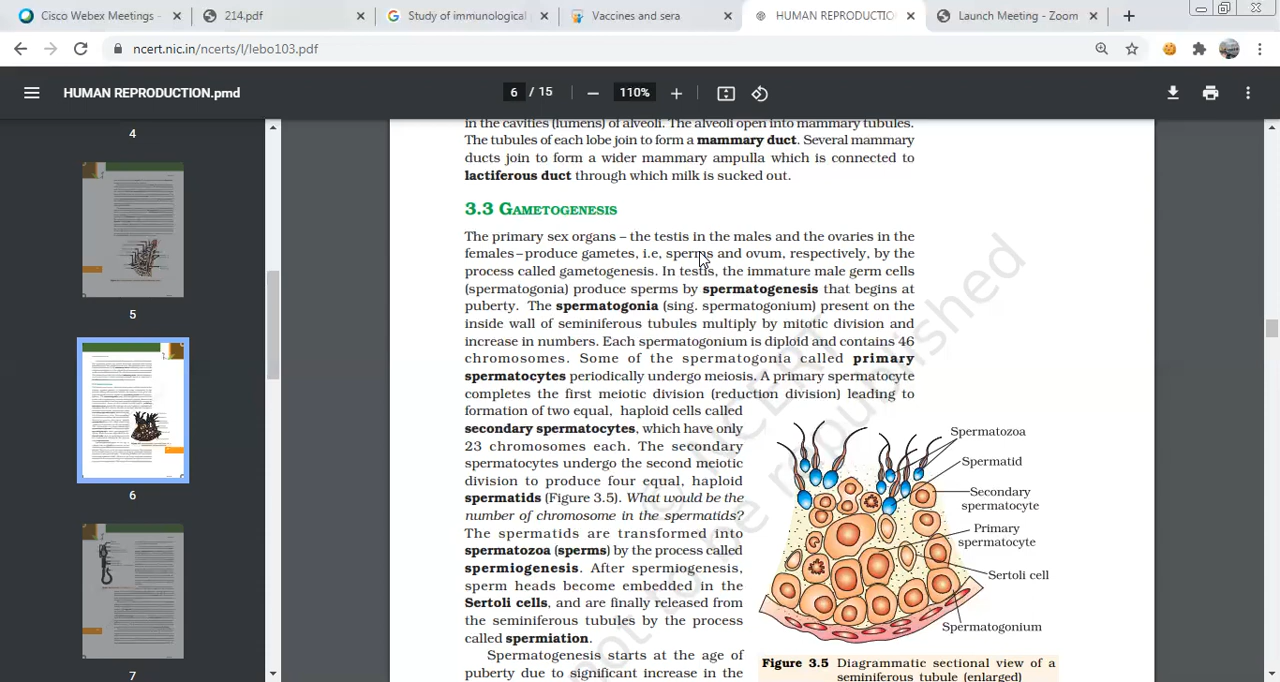 Cisco Webex Meetings -
214.pdf
Study of immunological
Vaccines and sera
HUMAN REPRODUCTIO
Launch Meeting - Zoom
ncert.nic.in/ncerts/l/lebo103.pdf
HUMAN REPRODUCTION.pmd
6 / 15
110%
4
5
6
7
in the cavities (lumens) of alveoli. The alveoli open into mammary tubules.
The tubules of each lobe join to form a mammary duct. Several mammary
ducts join to form a wider mammary ampulla which is connected to
lactiferous duct through which milk is sucked out.
3.3 GAMETOGENESIS
The primary sex organs – the testis in the males and the ovaries in the
females – produce gametes, i.e, sperms and ovum, respectively, by the
process called gametogenesis. In testis, the immature male germ cells
(spermatogonia) produce sperms by spermatogenesis that begins at
puberty. The spermatogonia (sing. spermatogonium) present on the
inside wall of seminiferous tubules multiply by mitotic division and
increase in numbers. Each spermatogonium is diploid and contains 46
chromosomes. Some of the spermatogonia called primary
spermatocytes periodically undergo meiosis. A primary spermatocyte
completes the first meiotic division (reduction division) leading to
formation of two equal, haploid cells called
secondary spermatocytes, which have only
23 chromosomes each. The secondary
spermatocytes undergo the second meiotic
division to produce four equal, haploid
spermatids (Figure 3.5). What would be the
number of chromosome in the spermatids?
The spermatids are transformed into
spermatozoa (sperms) by the process called
spermiogenesis. After spermiogenesis,
sperm heads become embedded in the
Sertoli cells, and are finally released from
the seminiferous tubules by the process
called spermiation.
Spermatogenesis starts at the age of
puberty due to significant increase in the
Spermatozoa
Spermatid
Secondary
spermatocyte
Primary
spermatocyte
Sertoli cell
Spermatogonium
Figure 3.5 Diagrammatic sectional view of a
seminiferous tubule (enlarged)